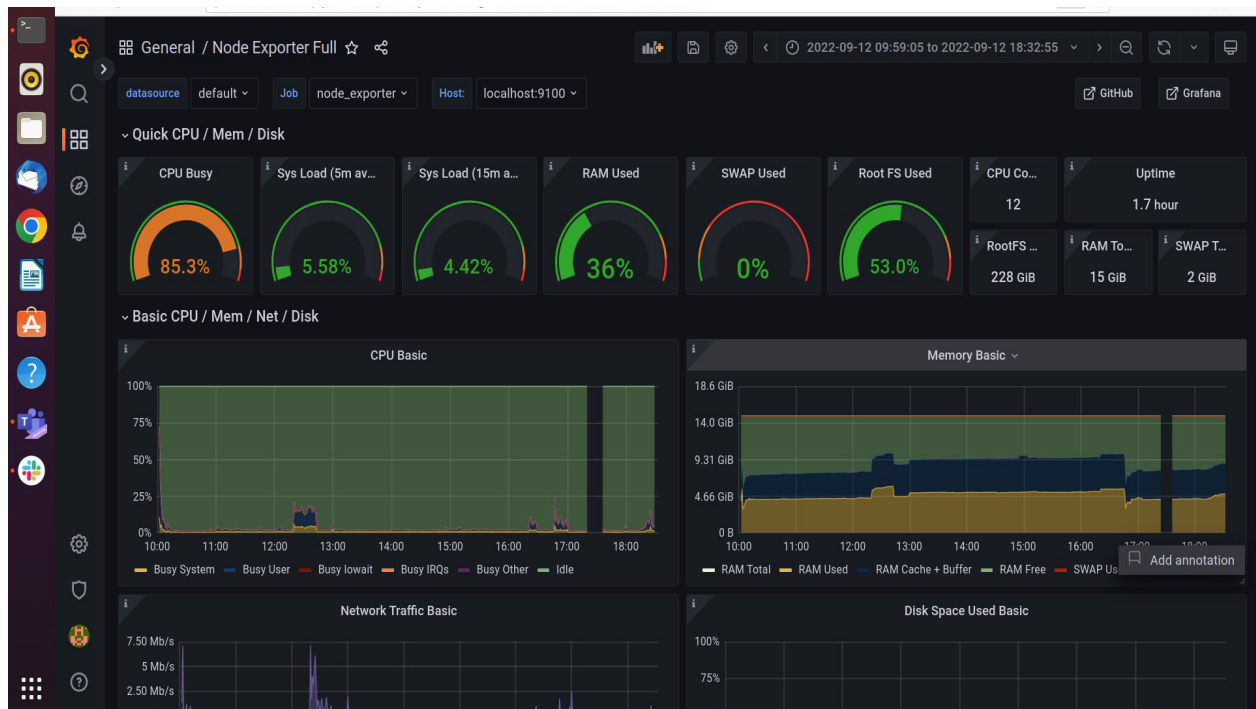 General / Node Exporter Full
2022-09-12 09:59:05 to 2022-09-12 18:32:55
datasource default Job node_exporter Host: localhost:9100 GitHub Grafana
Quick CPU / Mem / Disk
CPU Busy
85.3%
Sys Load (5m av...
5.58%
Sys Load (15m a...
4.42%
RAM Used
36%
SWAP Used
0%
Root FS Used
53.0%
CPU Co...
12
Uptime
1.7 hour
RootFS ...
228 GiB
RAM To...
15 GiB
SWAP T...
2 GiB
Basic CPU / Mem / Net / Disk
CPU Basic
100%
75%
50%
25%
0%
10:00 11:00 12:00 13:00 14:00 15:00 16:00 17:00 18:00
Busy System Busy User Busy Iowait Busy IRQs Busy Other Idle
Memory Basic
18.6 GiB
14.0 GiB
9.31 GiB
4.66 GiB
0 B
10:00 11:00 12:00 13:00 14:00 15:00 16:00 17:00 18:00
RAM Total RAM Used RAM Cache + Buffer RAM Free SWAP Us
Add annotation
Network Traffic Basic
7.50 Mb/s
5 Mb/s
2.50 Mb/s
Disk Space Used Basic
100%
75%